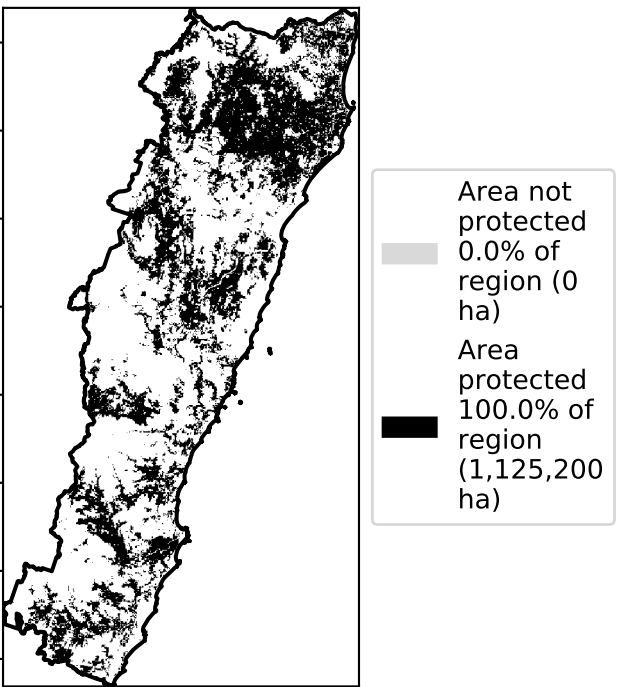 Area not
protected
0.0% of
region (0
ha)
Area
protected
100.0% of
region
(1,125,200
ha)